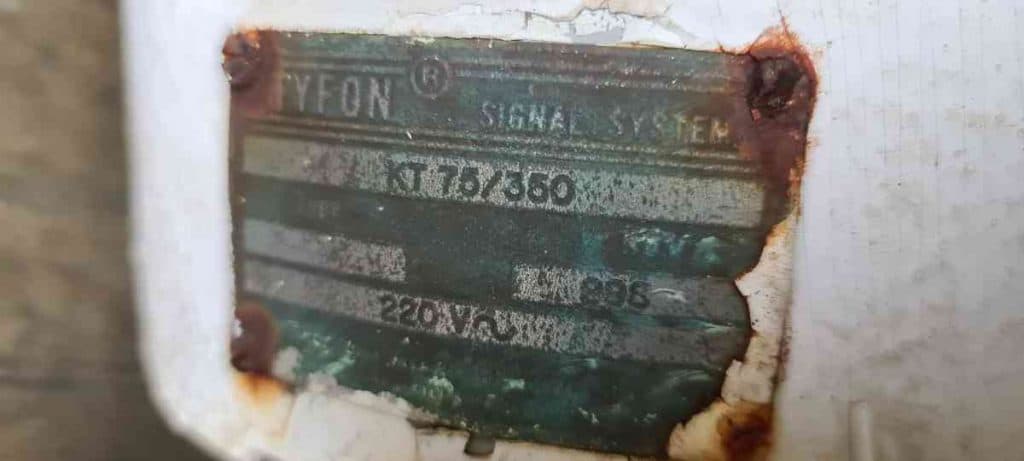 TYFON ®
SIGNAL SYSTEM
KT 75/350
220 V~